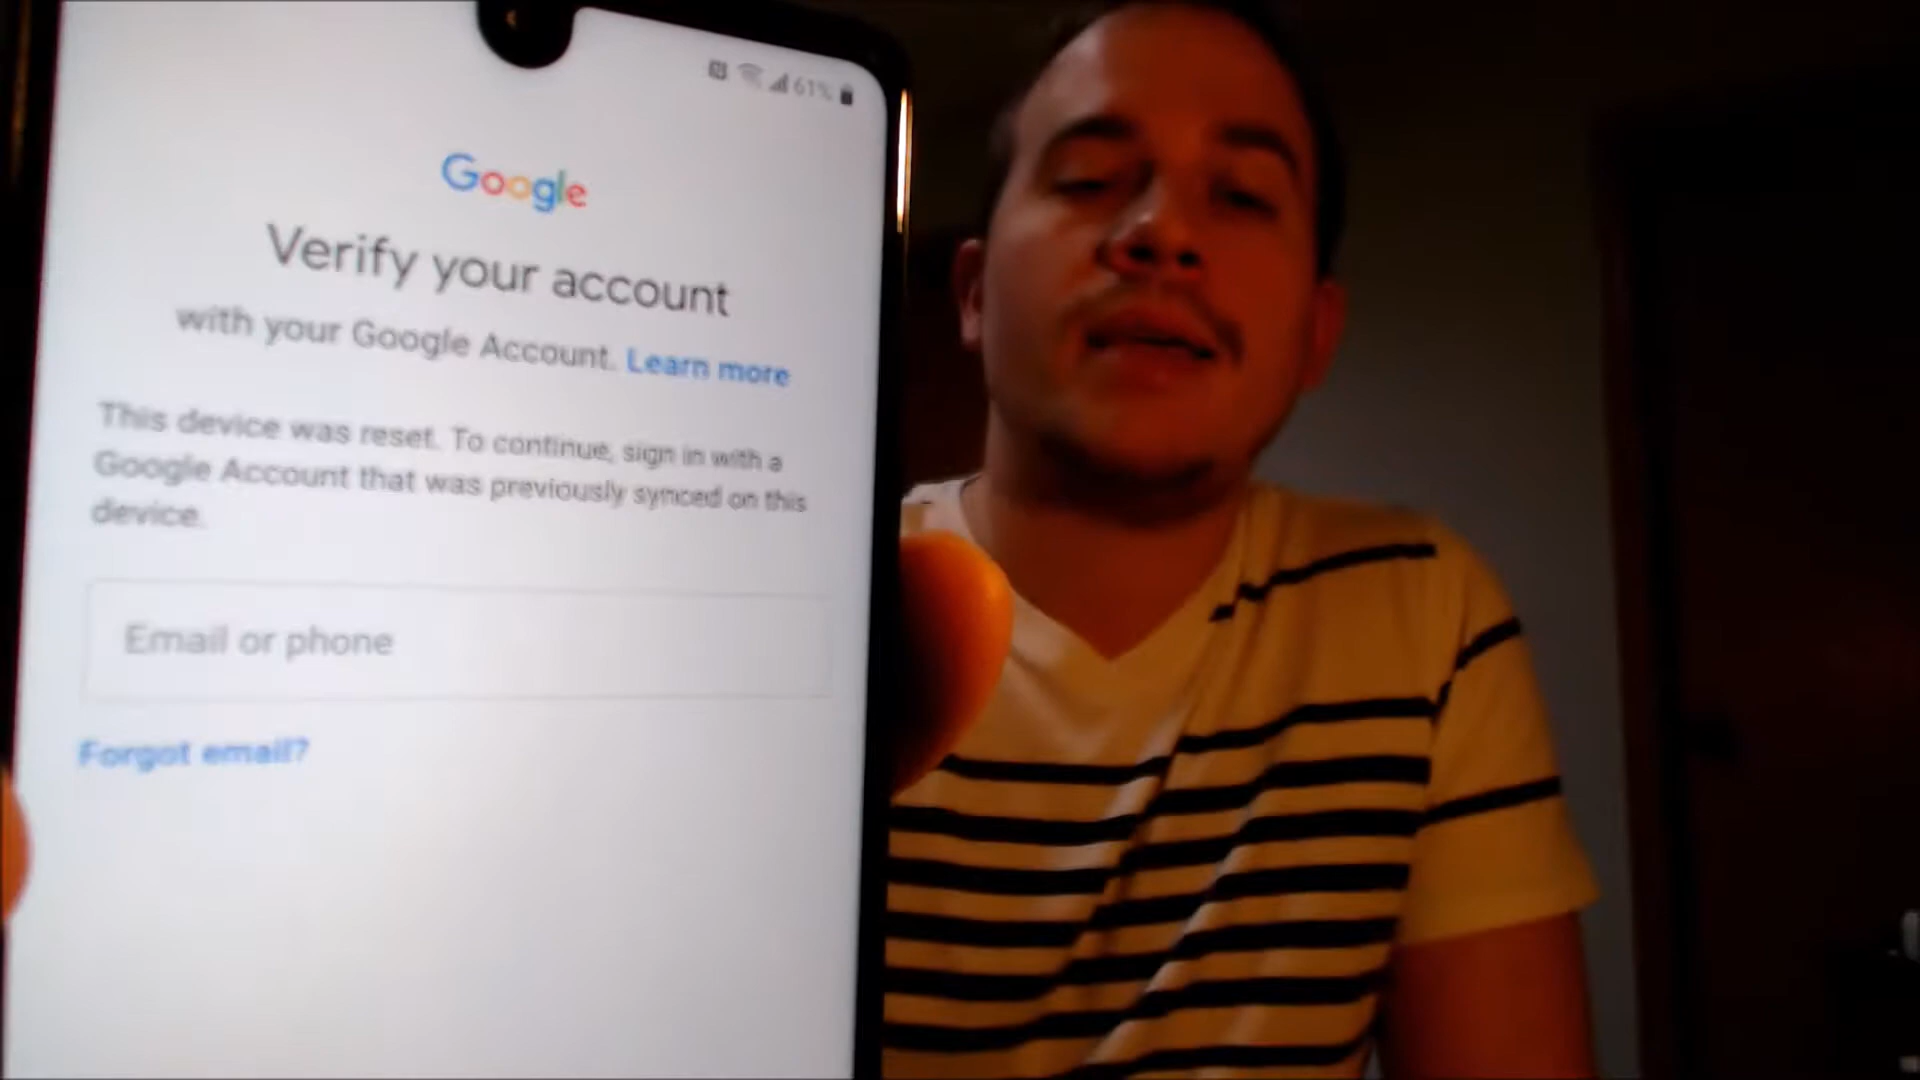 61%
Google
Verify your account
with your Google Account. Learn more
This device was reset. To continue, sign in with a
Google Account that was previously synced on this
device.
Email or phone
Forgot email?